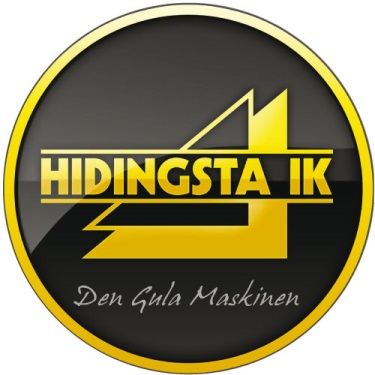 HIDINGSTA IK
Den Gula Maskinen